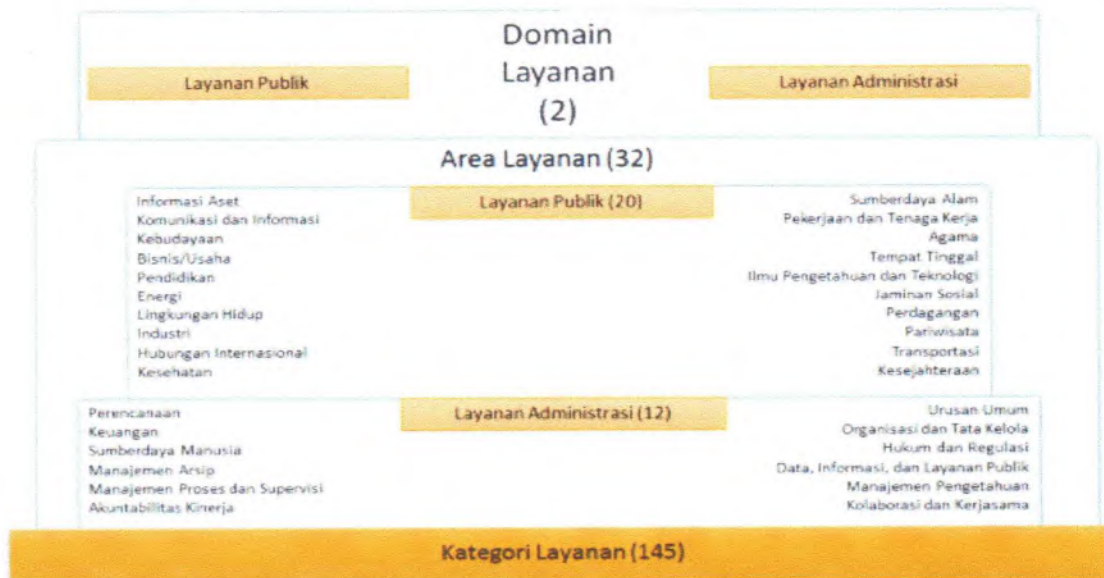 Domain
Layanan
(2)
Layanan Publik
Layanan Administrasi
Area Layanan (32)
Layanan Publik (20)
Informasi Aset
Komunikasi dan Informasi
Kebudayaan
Bisnis/Usaha
Pendidikan
Energi
Lingkungan Hidup
Industri
Hubungan Internasional
Kesehatan
Sumberdaya Alam
Pekerjaan dan Tenaga Kerja
Agama
Tempat Tinggal
Ilmu Pengetahuan dan Teknologi
Jaminan Sosial
Perdagangan
Pariwisata
Transportasi
Kesejahteraan
Layanan Administrasi (12)
Perencanaan
Keuangan
Sumberdaya Manusia
Manajemen Arsip
Manajemen Proses dan Supervisi
Akuntabilitas Kinerja
Urusan Umum
Organisasi dan Tata Kelola
Hukum dan Regulasi
Data, Informasi, dan Layanan Publik
Manajemen Pengetahuan
Kolaborasi dan Kerjasama
Kategori Layanan (145)